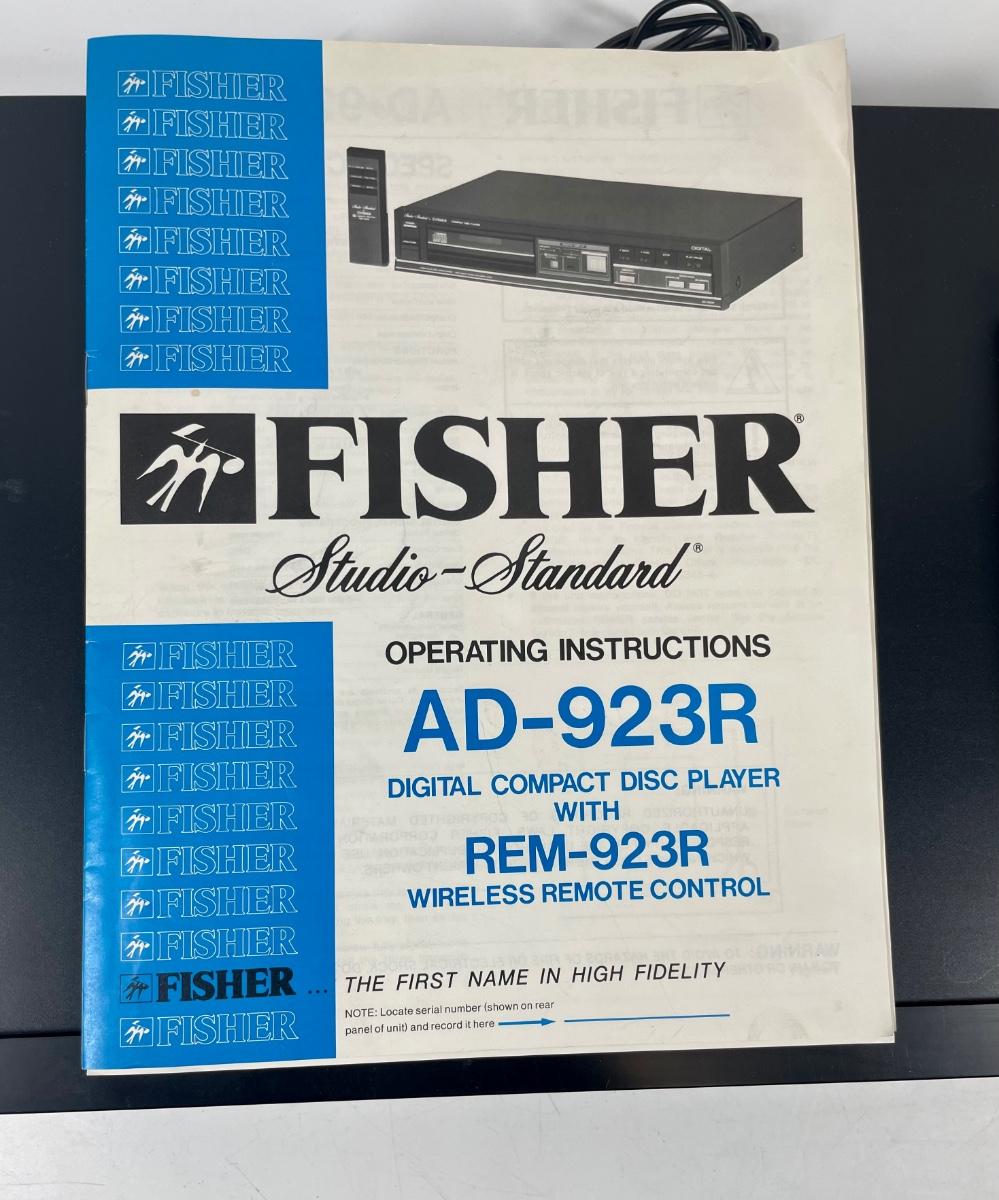 FISHER
FISHER
FISHER
FISHER
FISHER
FISHER
FISHER
FISHER
DIGITAL
FISHER®
Studio-Standard®
OPERATING INSTRUCTIONS
AD-923R
DIGITAL COMPACT DISC PLAYER
WITH
REM-923R
WIRELESS REMOTE CONTROL
FISHER
FISHER
FISHER
FISHER
FISHER
FISHER
FISHER
FISHER
FISHER ... THE FIRST NAME IN HIGH FIDELITY
FISHER
NOTE: Locate serial number (shown on rear
panel of unit) and record it here